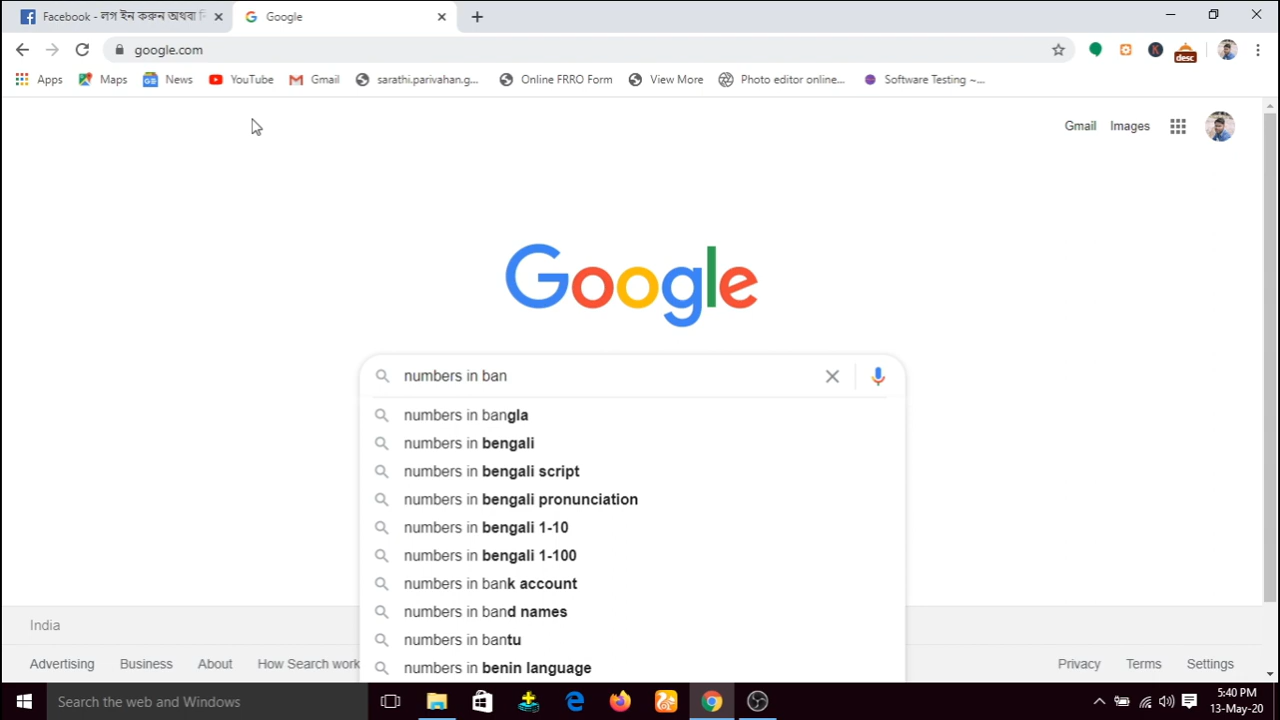 Facebook - লগ ইন করুন অথবা
Google
google.com
Apps
Maps
News
YouTube
Gmail
sarathi.parivahan.g...
Online FRRO Form
View More
Photo editor online...
Software Testing ~...
desc
K
Gmail
Images
Google
numbers in ban
numbers in bangla
numbers in bengali
numbers in bengali script
numbers in bengali pronunciation
numbers in bengali 1-10
numbers in bengali 1-100
numbers in bank account
numbers in band names
numbers in bantu
numbers in benin language
India
Advertising
Business
About
How Search work
Privacy
Terms
Settings
Search the web and Windows
5:40 PM
13-May-20